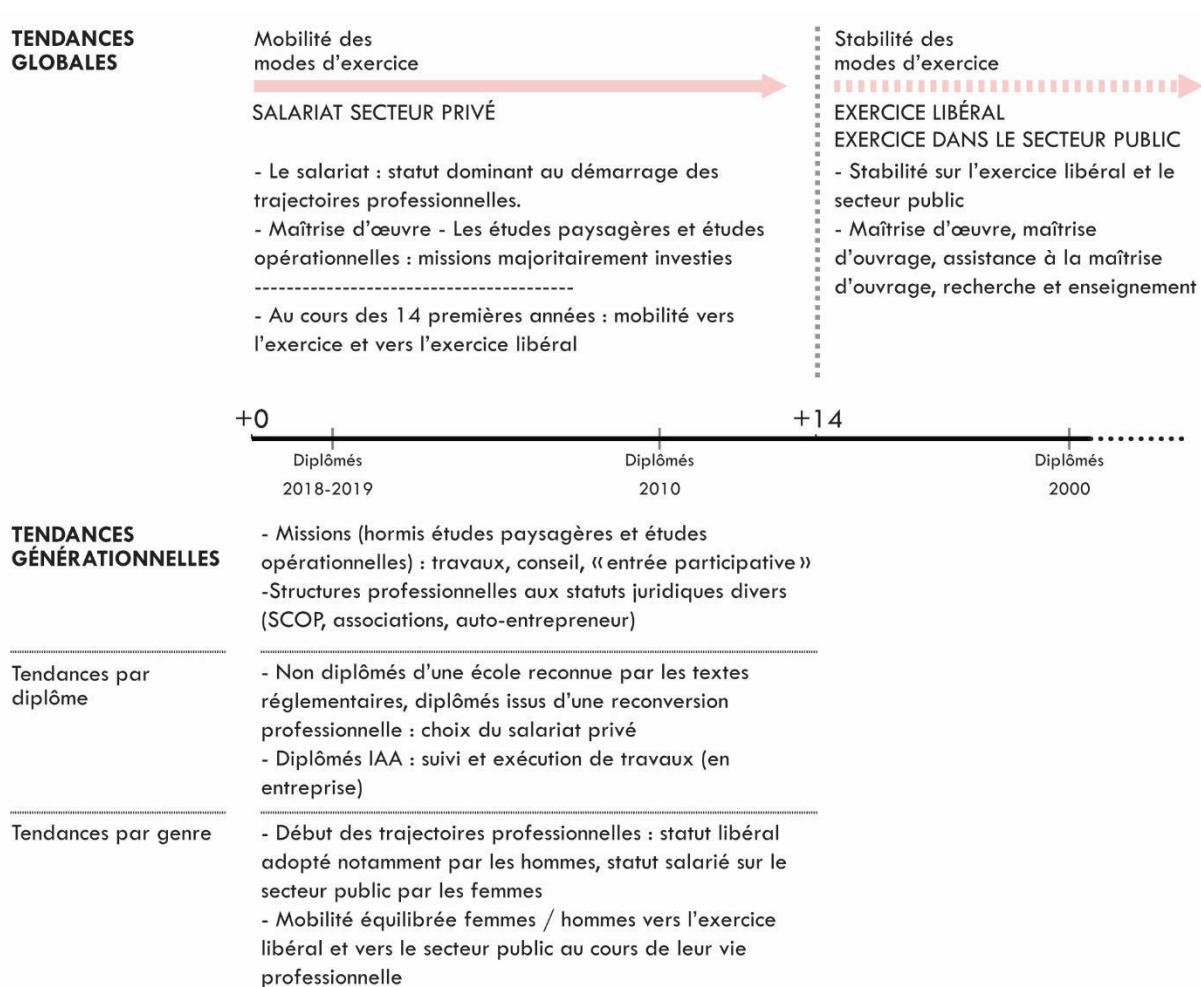 TENDANCES
GLOBALES
Mobilité des
modes d'exercice
SALARIAT SECTEUR PRIVÉ
- Le salariat : statut dominant au démarrage des
trajectoires professionnelles.
- Maîtrise d'œuvre - Les études paysagères et études
opérationnelles : missions majoritairement investies
----------------------------------------
- Au cours des 14 premières années : mobilité vers
l'exercice et vers l'exercice libéral
Stabilité des
modes d'exercice
EXERCICE LIBÉRAL
EXERCICE DANS LE SECTEUR PUBLIC
- Stabilité sur l'exercice libéral et le
secteur public
- Maîtrise d'œuvre, maîtrise
d'ouvrage, assistance à la maîtrise
d'ouvrage, recherche et enseignement
+0
+14
Diplômés
2018-2019
Diplômés
2010
Diplômés
2000
TENDANCES
GÉNÉRATIONNELLES
- Missions (hormis études paysagères et études
opérationnelles) : travaux, conseil, « entrée participative »
-Structures professionnelles aux statuts juridiques divers
(SCOP, associations, auto-entrepreneur)
Tendances par
diplôme
- Non diplômés d'une école reconnue par les textes
réglementaires, diplômés issus d'une reconversion
professionnelle : choix du salariat privé
- Diplômés IAA : suivi et exécution de travaux (en
entreprise)
Tendances par genre
- Début des trajectoires professionnelles : statut libéral
adopté notamment par les hommes, statut salarié sur le
secteur public par les femmes
- Mobilité équilibrée femmes / hommes vers l'exercice
libéral et vers le secteur public au cours de leur vie
professionnelle